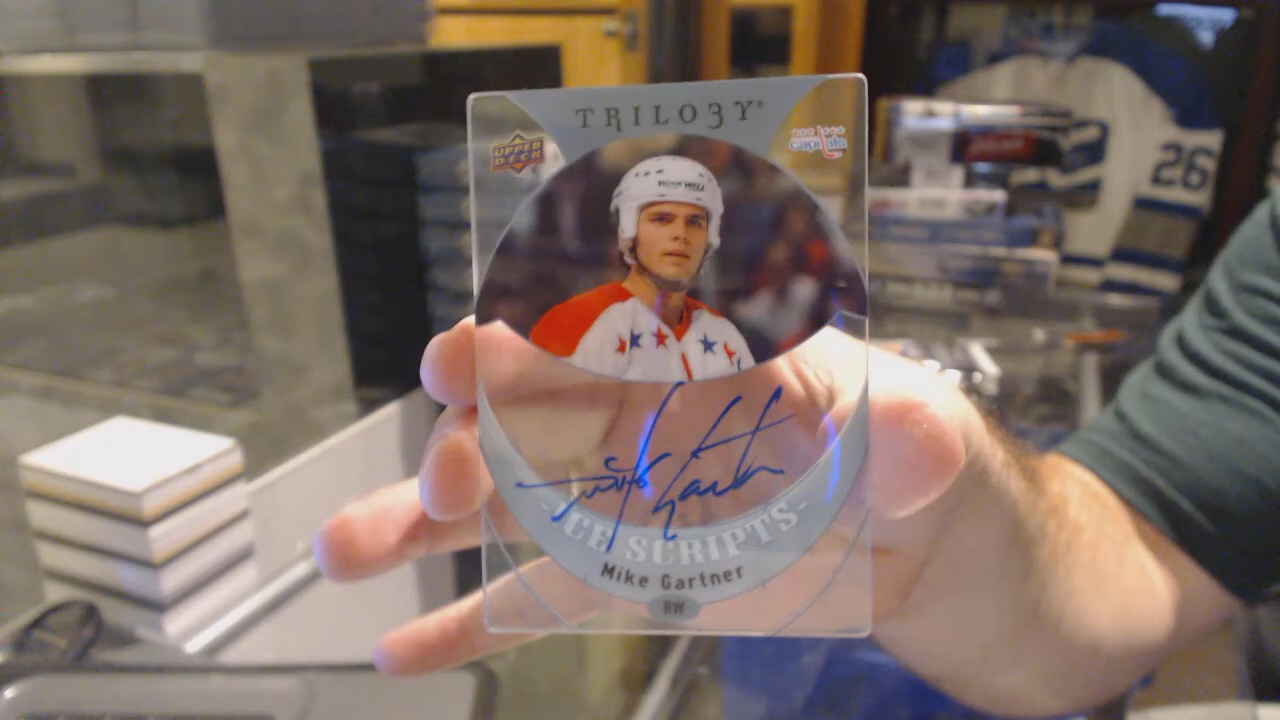 TRILO3Y
UPPER DECK
capitals
26
ICE SCRIPTS
Mike Gartner
RW